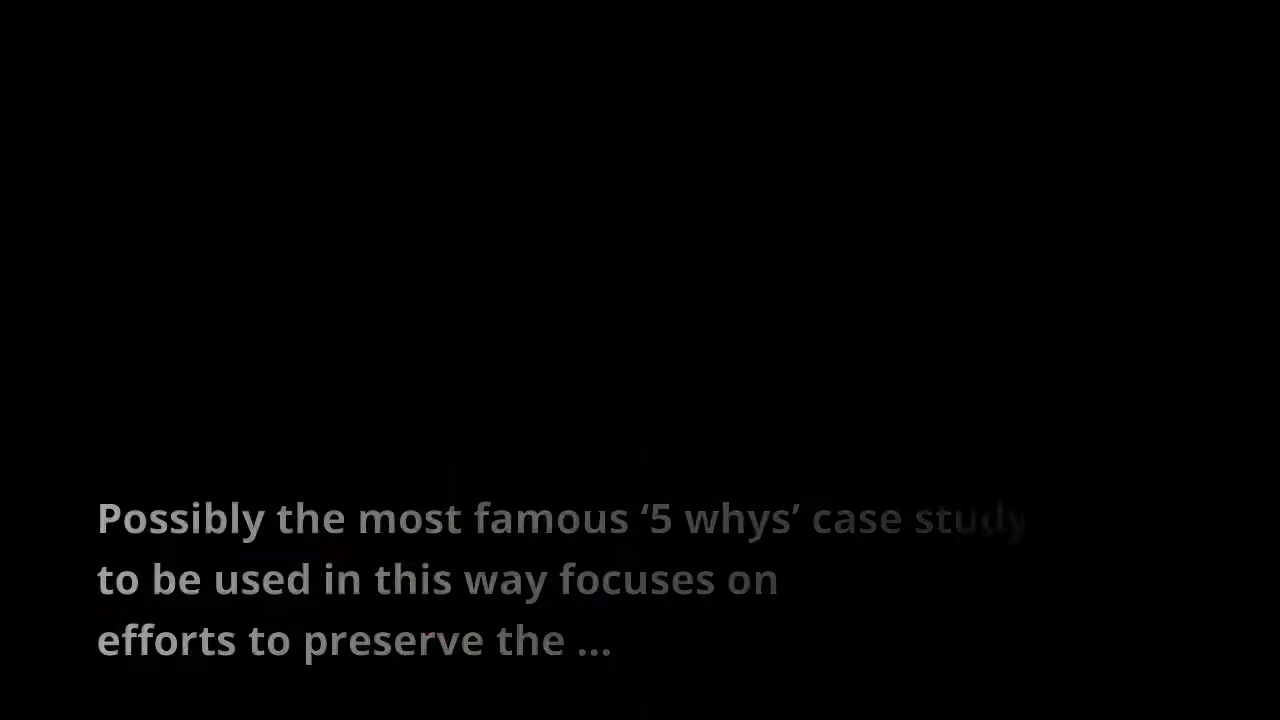 Possibly the most famous ‘5 whys’ case study
to be used in this way focuses on
efforts to preserve the ...